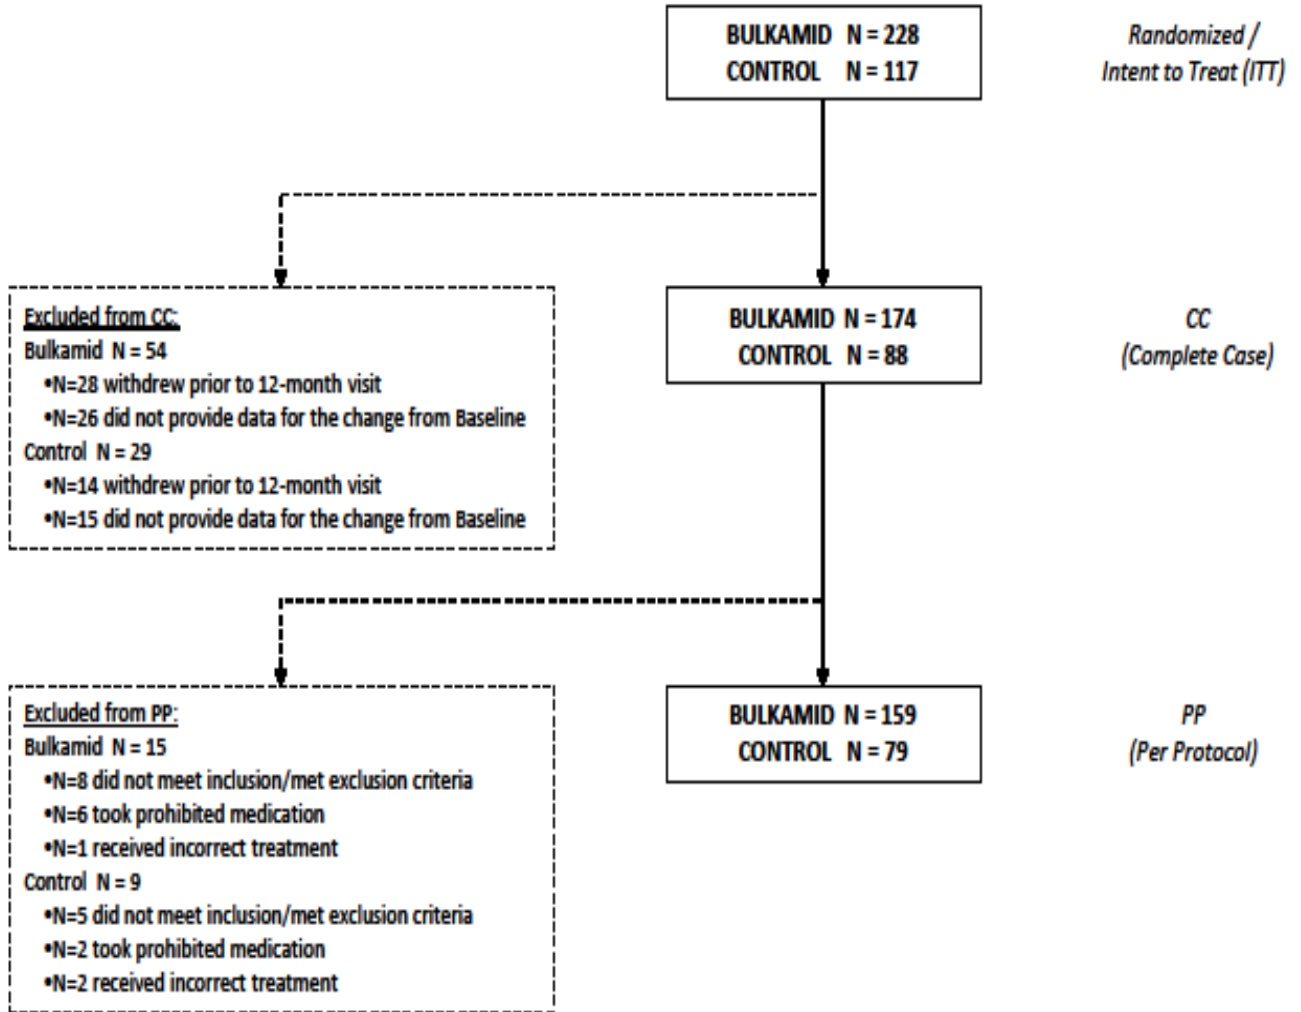 BULKAMID N = 228
CONTROL N = 117
Randomized /
Intent to Treat (ITT)
Excluded from CC:
Bulkamid N = 54
•N=28 withdrew prior to 12-month visit
•N=26 did not provide data for the change from Baseline
Control N = 29
•N=14 withdrew prior to 12-month visit
•N=15 did not provide data for the change from Baseline
BULKAMID N = 174
CONTROL N = 88
CC
(Complete Case)
Excluded from PP:
Bulkamid N = 15
•N=8 did not meet inclusion/met exclusion criteria
•N=6 took prohibited medication
•N=1 received incorrect treatment
Control N = 9
•N=5 did not meet inclusion/met exclusion criteria
•N=2 took prohibited medication
•N=2 received incorrect treatment
BULKAMID N = 159
CONTROL N = 79
PP
(Per Protocol)